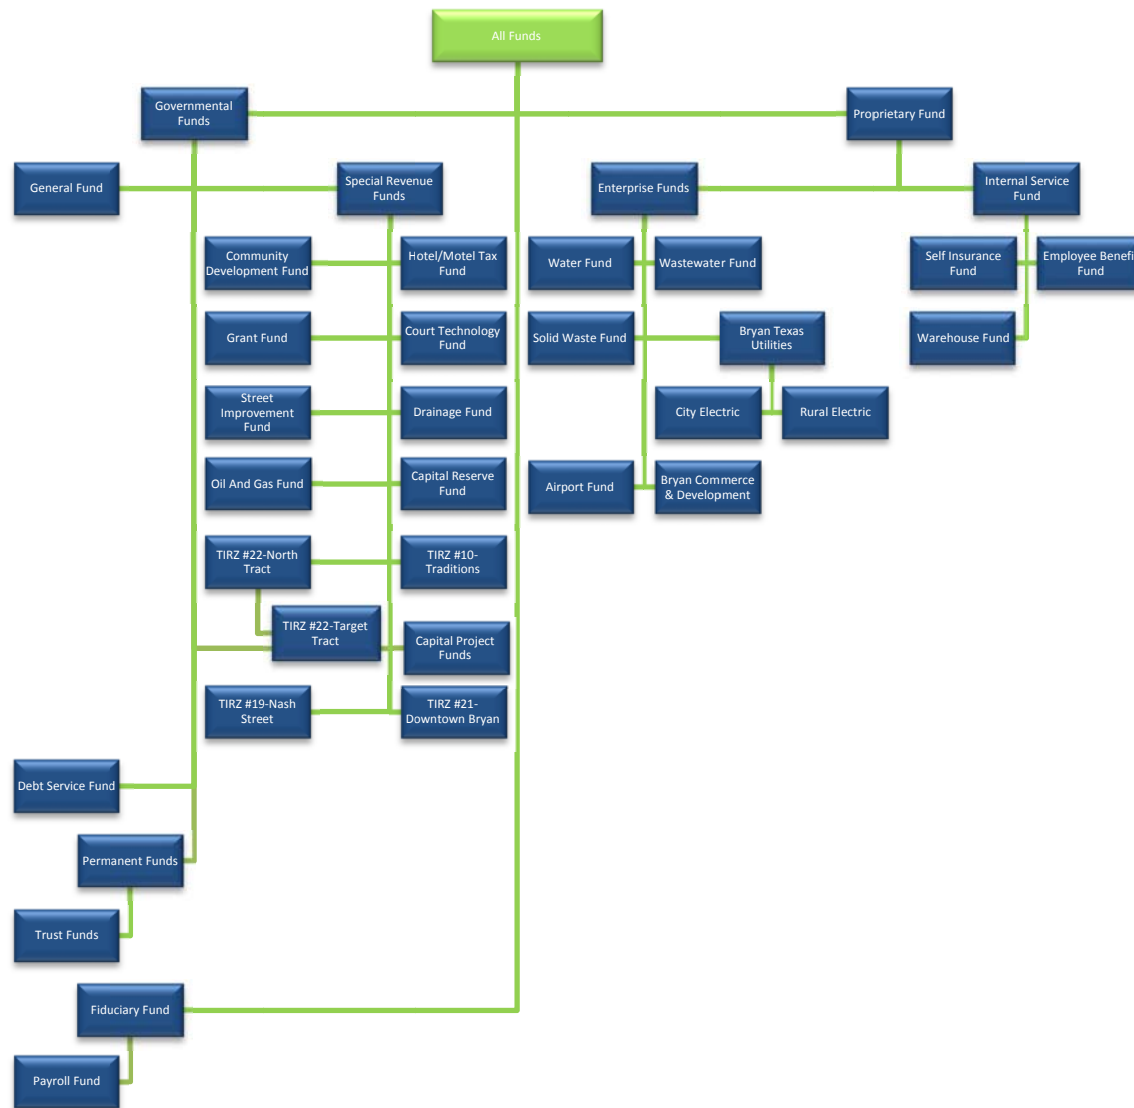 All Funds
Governmental
Funds
Proprietary Fund
General Fund
Special Revenue
Funds
Enterprise Funds
Internal Service
Fund
Community
Development Fund
Hotel/Motel Tax
Fund
Water Fund
Wastewater Fund
Self Insurance
Fund
Employee Benefi
Fund
Grant Fund
Court Technology
Fund
Solid Waste Fund
Bryan Texas
Utilities
Warehouse Fund
Street
Improvement
Fund
Drainage Fund
City Electric
Rural Electric
Oil And Gas Fund
Capital Reserve
Fund
Airport Fund
Bryan Commerce
& Development
TIRZ #22-North
Tract
TIRZ #10-
Traditions
TIRZ #22-Target
Tract
Capital Project
Funds
TIRZ #19-Nash
Street
TIRZ #21-
Downtown Bryan
Debt Service Fund
Permanent Funds
Trust Funds
Fiduciary Fund
Payroll Fund